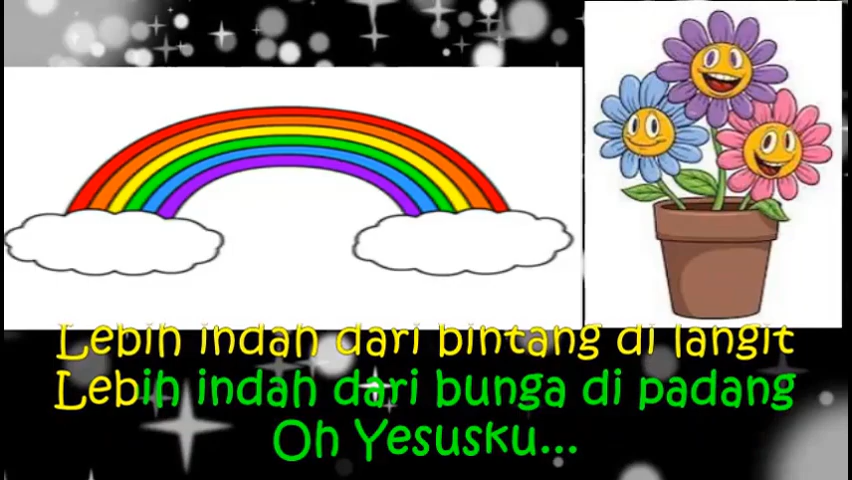 Lebih indah dari bintang di langit
Lebih indah dari bunga di padang
Oh Yesusku...